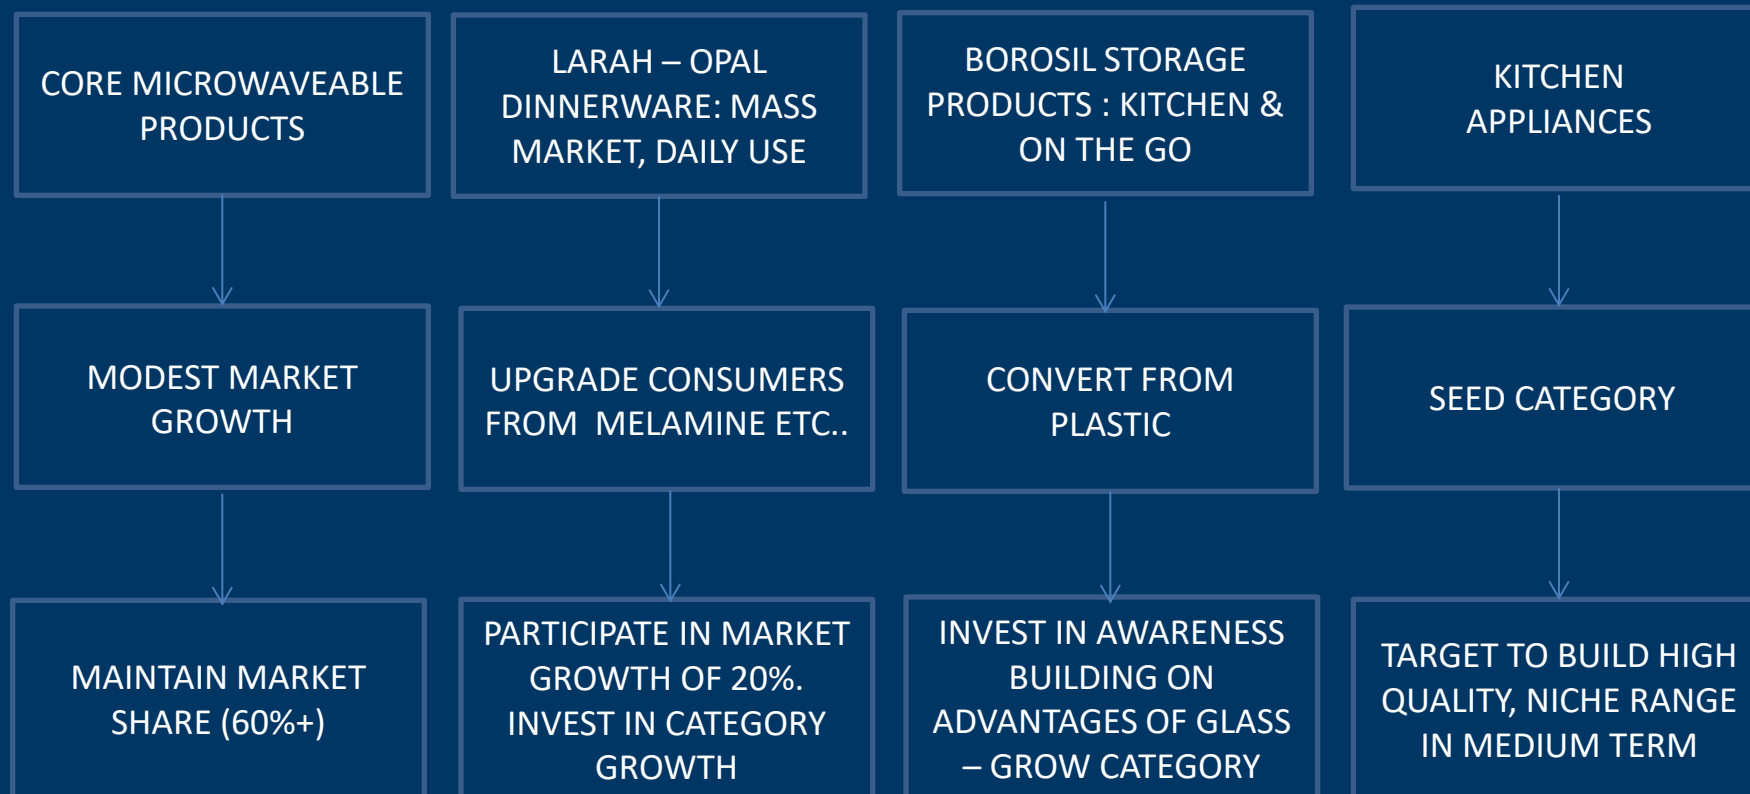 CORE MICROWAVEABLE
PRODUCTS
LARAH – OPAL
DINNERWARE: MASS
MARKET, DAILY USE
BOROSIL STORAGE
PRODUCTS : KITCHEN &
ON THE GO
KITCHEN
APPLIANCES
MODEST MARKET
GROWTH
UPGRADE CONSUMERS
FROM  MELAMINE ETC..
CONVERT FROM
PLASTIC
SEED CATEGORY
MAINTAIN MARKET
SHARE (60%+)
PARTICIPATE IN MARKET
GROWTH OF 20%.
INVEST IN CATEGORY
GROWTH
INVEST IN AWARENESS
BUILDING ON
ADVANTAGES OF GLASS
– GROW CATEGORY
TARGET TO BUILD HIGH
QUALITY, NICHE RANGE
IN MEDIUM TERM